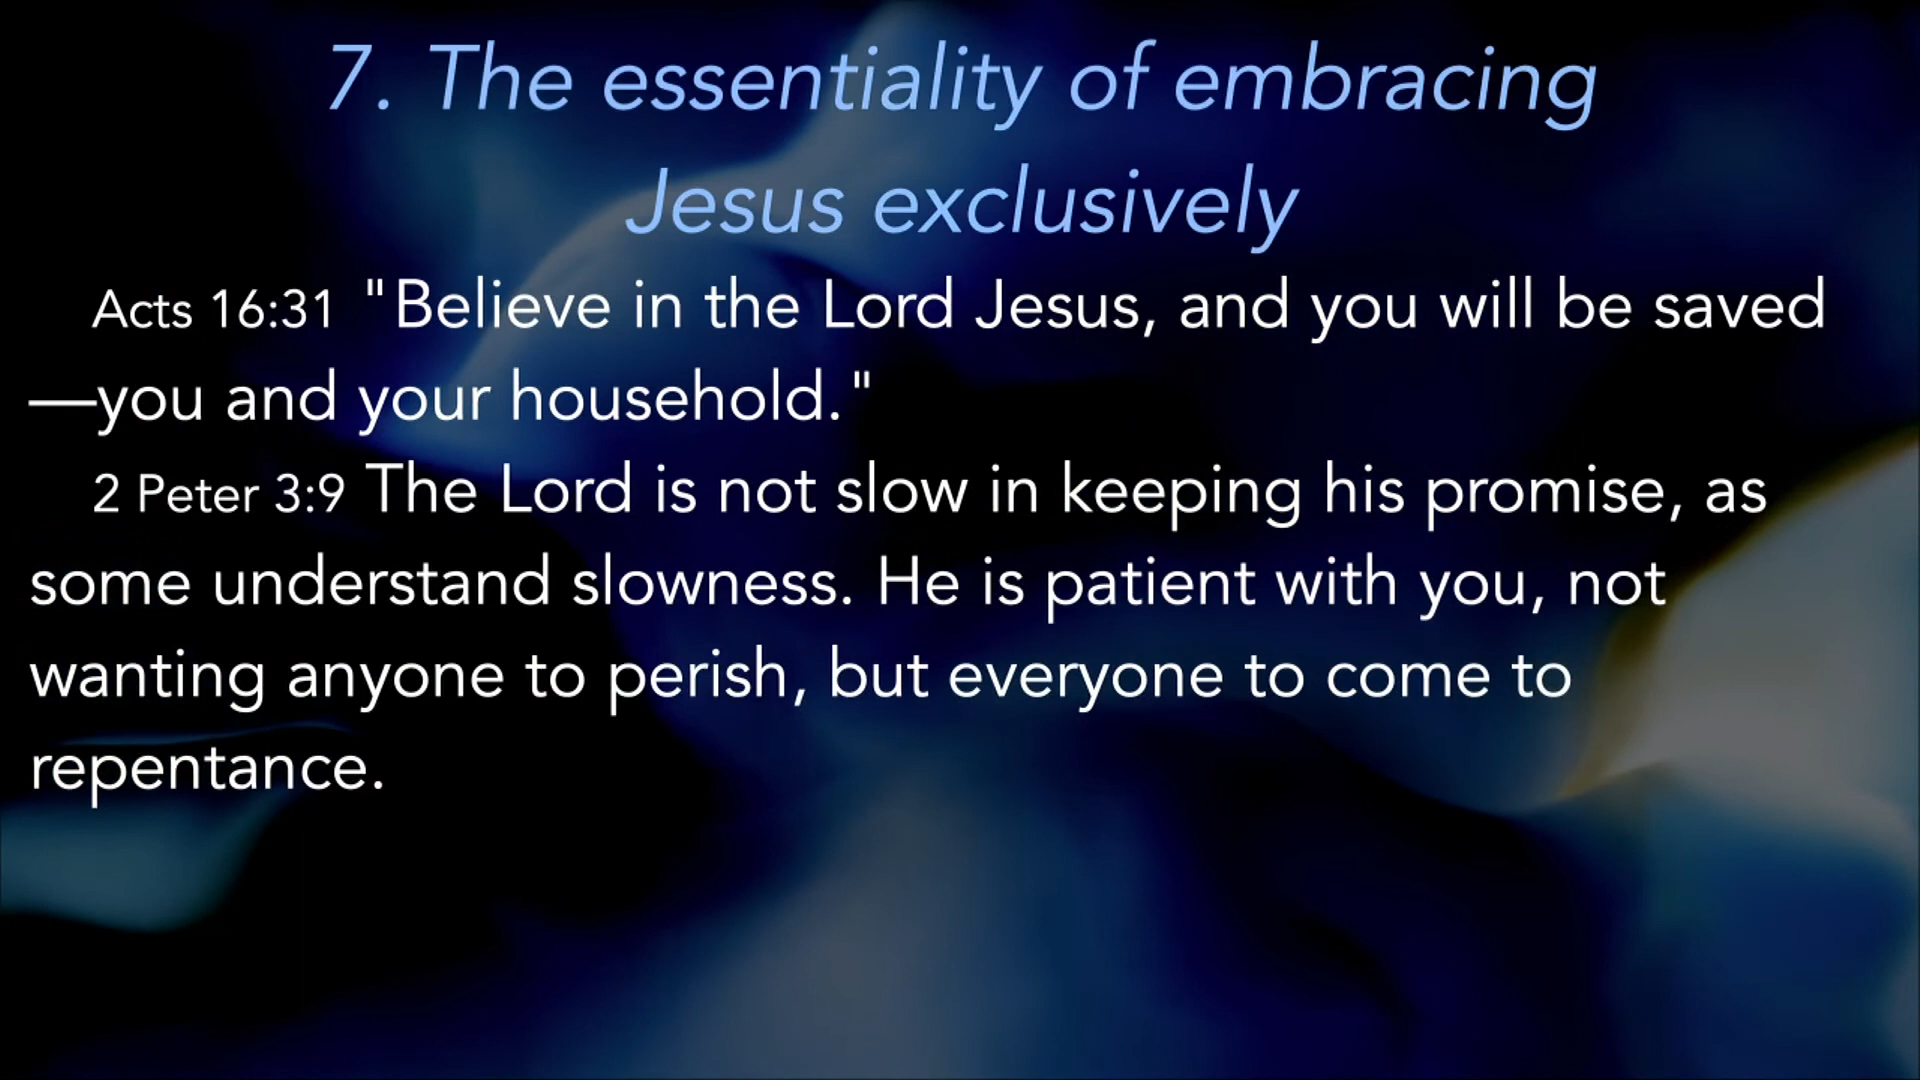 7. The essentiality of embracing
Jesus exclusively
Acts 16:31 "Believe in the Lord Jesus, and you will be saved
—you and your household."
2 Peter 3:9 The Lord is not slow in keeping his promise, as
some understand slowness. He is patient with you, not
wanting anyone to perish, but everyone to come to
repentance.